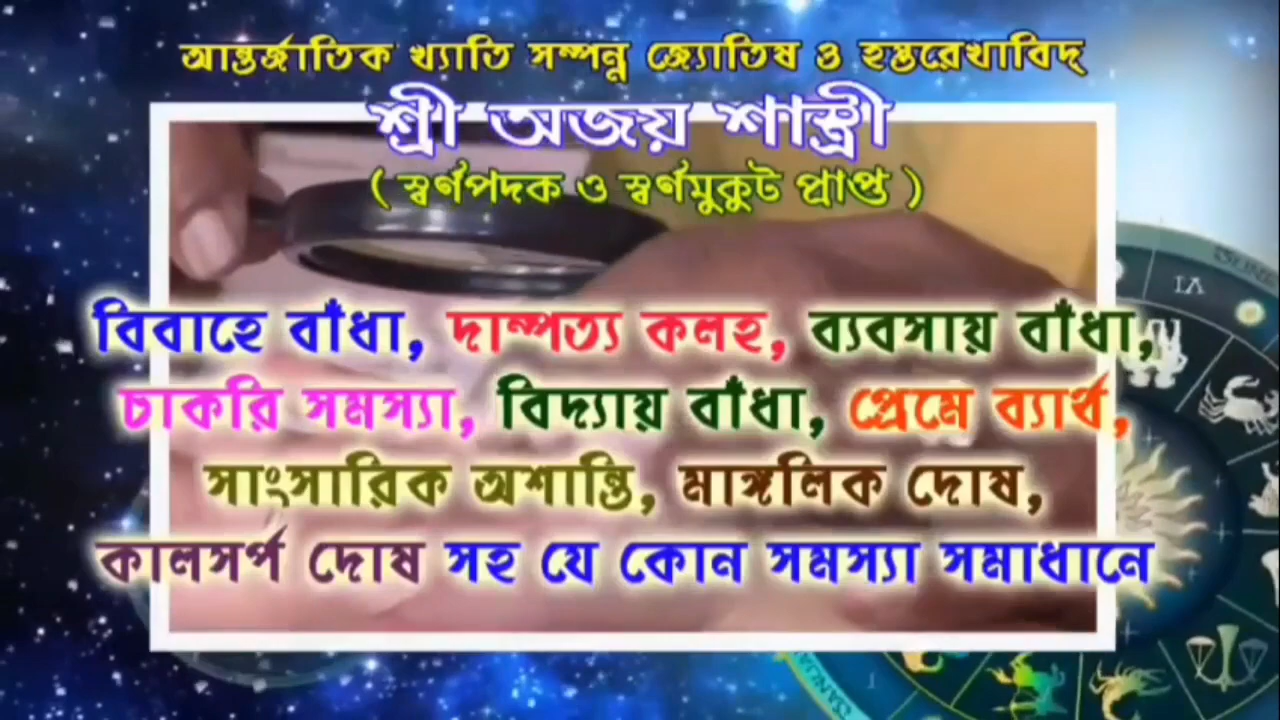 আন্তর্জাতিক খ্যাতি সম্পন্ন জ্যোতিষ ও হস্তরেখাবিদ্
শ্রী অজয় শাস্ত্রী
( স্বর্ণপদক ও স্বর্ণমুকুট প্রাপ্ত )
বিবাহে বাঁধা, দাম্পত্য কলহ, ব্যবসায় বাঁধা,
চাকরি সমস্যা, বিদ্যায় বাঁধা, প্রেমে ব্যার্থ,
সাংসারিক অশান্তি, মাঙ্গলিক দোষ,
কালসর্প দোষ সহ যে কোন সমস্যা সমাধানে
VI